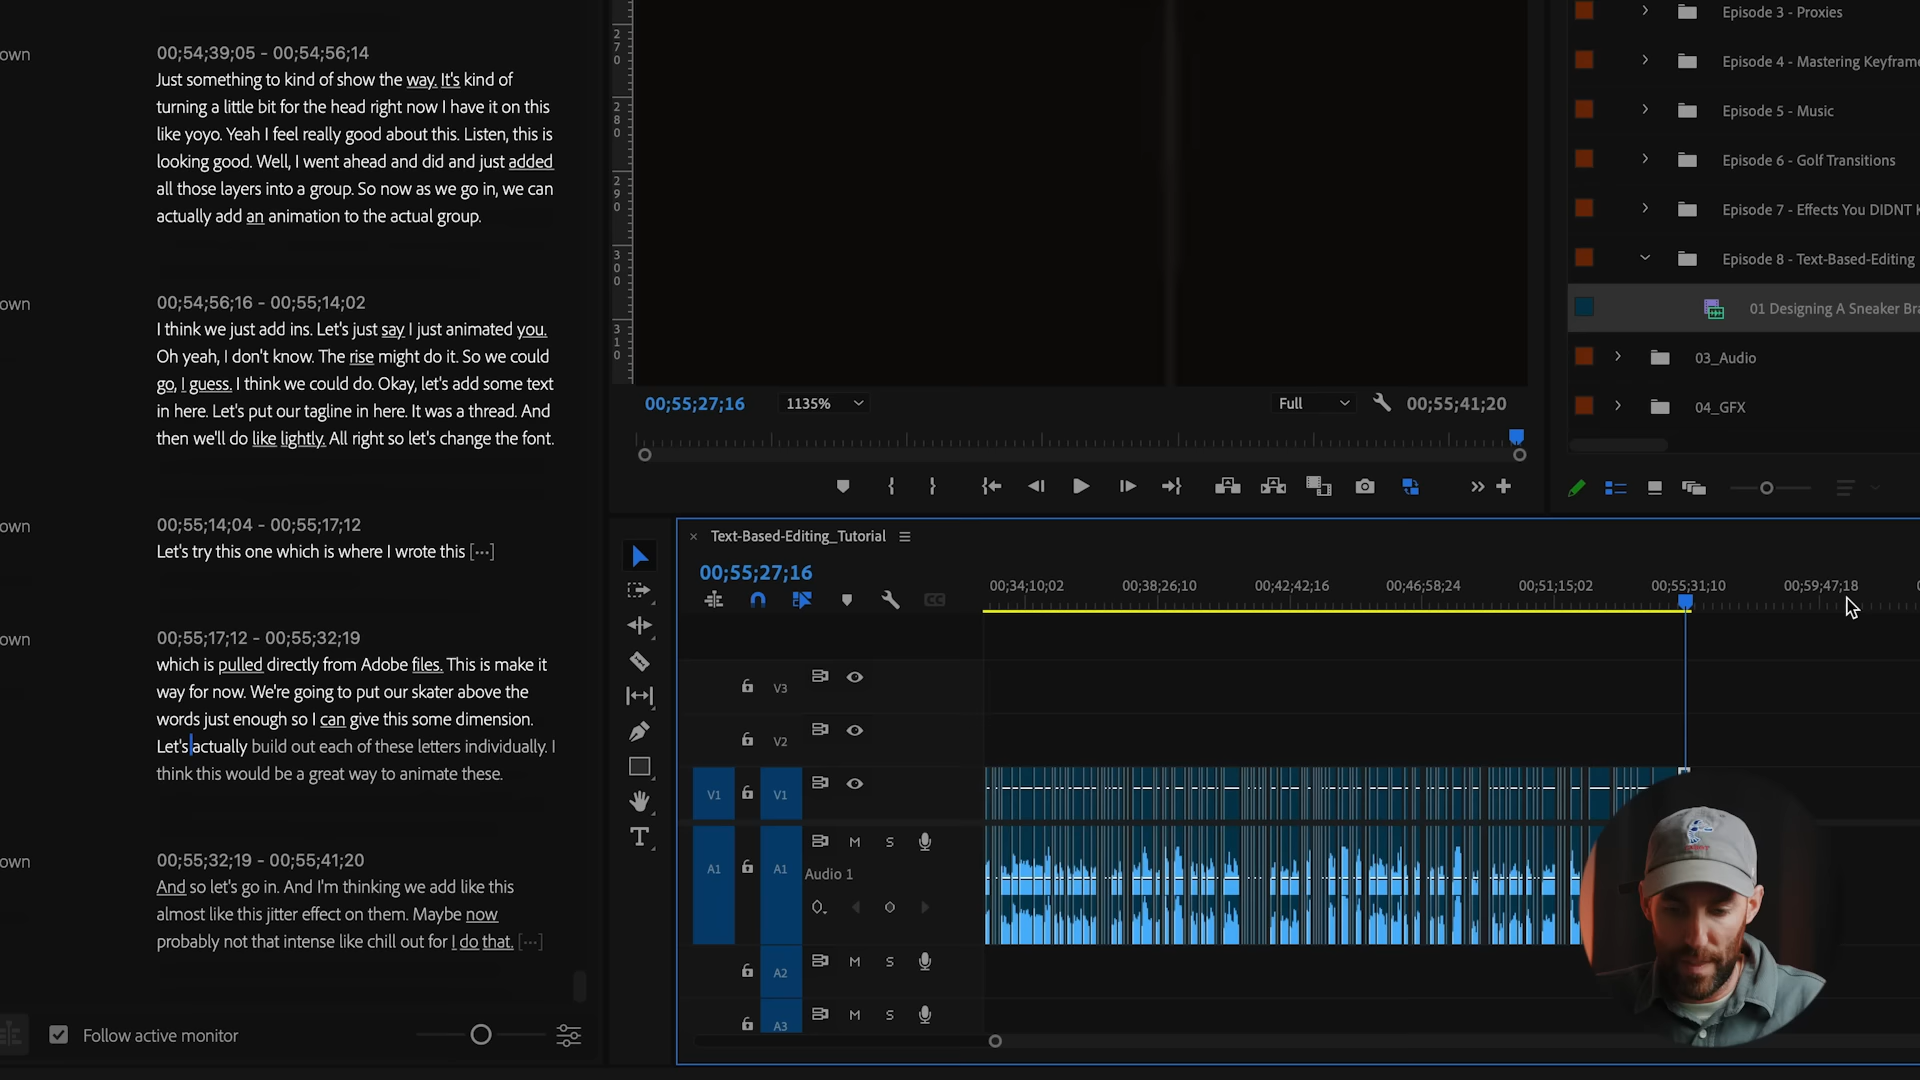 own
00;54;39;05 - 00;54;56;14
Just something to kind of show the way. It's kind of
turning a little bit for the head right now I have it on this
like yoyo. Yeah I feel really good about this. Listen, this is
looking good. Well, I went ahead and did and just added
all those layers into a group. So now as we go in, we can
actually add an animation to the actual group.
own
00;54;56;16 - 00;55;14;02
I think we just add ins. Let's just say I just animated you.
Oh yeah, I don't know. The rise might do it. So we could
go, I guess. I think we could do. Okay, let's add some text
in here. Let's put our tagline in here. It was a thread. And
then we'll do like lightly. All right so let's change the font.
own
00;55;14;04 - 00;55;17;12
Let's try this one which is where I wrote this [...]
own
00;55;17;12 - 00;55;32;19
which is pulled directly from Adobe files. This is make it
way for now. We're going to put our skater above the
words just enough so I can give this some dimension.
Let's actually build out each of these letters individually. I
think this would be a great way to animate these.
own
00;55;32;19 - 00;55;41;20
And so let's go in. And I'm thinking we add like this
almost like this jitter effect on them. Maybe now
probably not that intense like chill out for I do that. [...]
Follow active monitor
270
280
290
300
310
00;55;27;16
1135%
Full
00;55;41;20
Episode 3 - Proxies
Episode 4 - Mastering Keyframe
Episode 5 - Music
Episode 6 - Golf Transitions
Episode 7 - Effects You DIDNT K
Episode 8 - Text-Based-Editing
01 Designing A Sneaker Bra
03_Audio
04_GFX
Text-Based-Editing_Tutorial
00;55;27;16
00;34;10;02 00;38;26;10 00;42;42;16 00;46;58;24 00;51;15;02 00;55;31;10 00;59;47;18
CC
V3
V2
V1 V1
A1 A1 M S
Audio 1
A2 M S
A3 M S